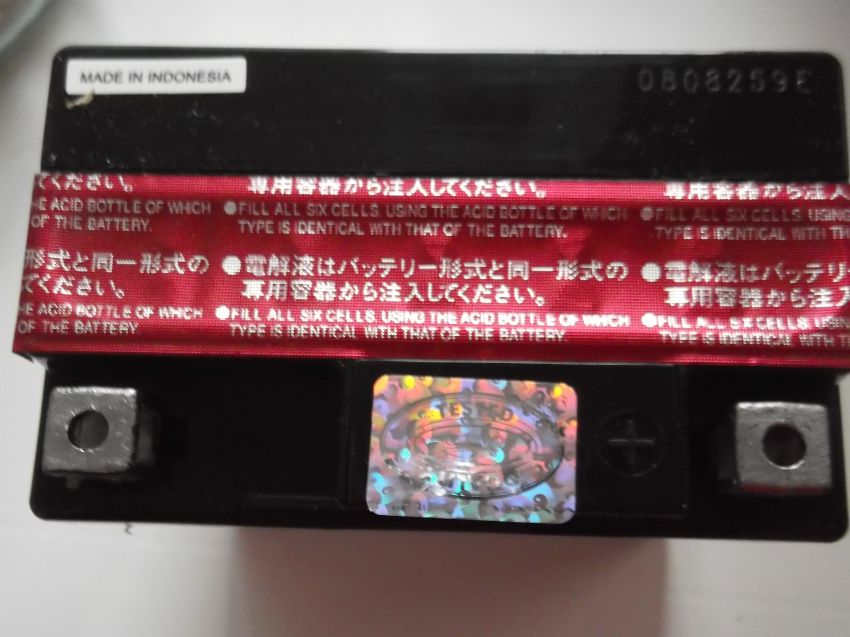 MADE IN INDONESIA
0808259E
てください。 専用容器から注入してください。 専用容器から注入
HE ACID BOTTLE OF WHICH ●FILL ALL SIX CELLS. USING THE ACID BOTTLE OF WHICH ●FILL ALL SIX CELLS. USING
OF THE BATTERY. TYPE IS IDENTICAL WITH THAT OF THE BATTERY. TYPE IS IDENTICAL WITH TH
形式と同一形式の ●電解液はバッテリー形式と同一形式の ●電解液はバッテリ
てください。 専用容器から注入してください。 専用容器から注入
HE ACID BOTTLE OF WHICH ●FILL ALL SIX CELLS. USING THE ACID BOTTLE OF WHICH ●FILL ALL SIX CELLS. USIN
OF THE BATTERY. TYPE IS IDENTICAL WITH THAT OF THE BATTERY. TYPE IS IDENTICAL WITH T
TESTED
+